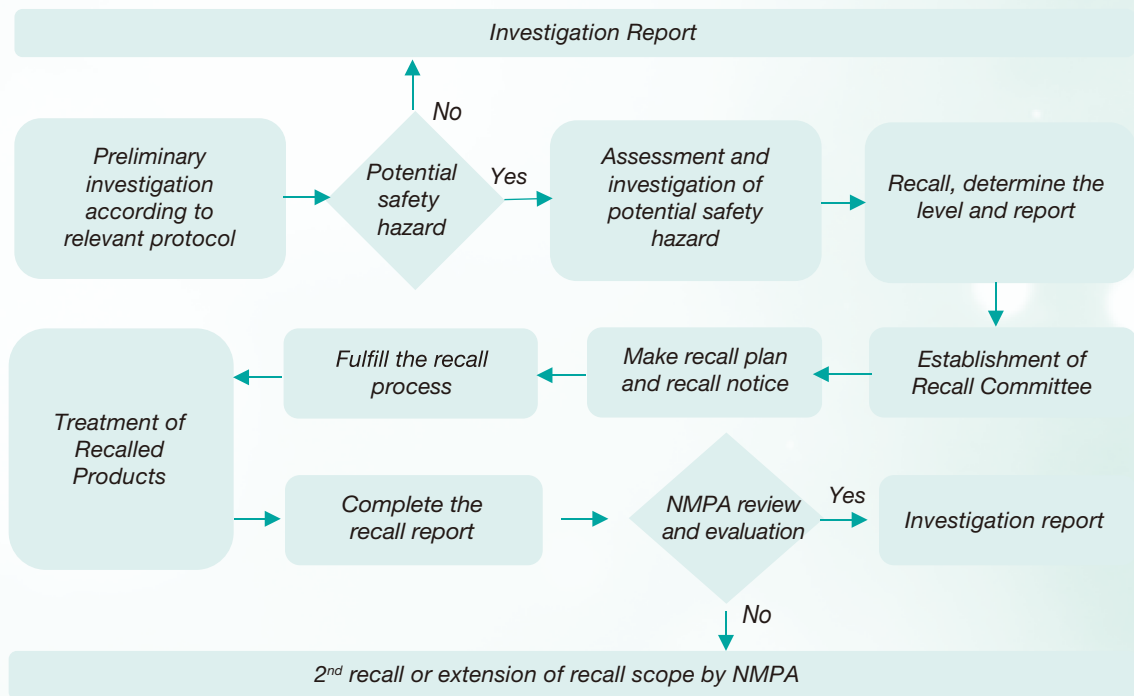 Investigation Report
No
Preliminary
investigation
according to
relevant protocol
Potential
safety
hazard
Yes
Assessment and
investigation of
potential safety
hazard
Recall, determine the
level and report
Establishment of
Recall Committee
Make recall plan
and recall notice
Fulfill the recall
process
Treatment of
Recalled
Products
Complete the
recall report
NMPA review
and evaluation
Yes
Investigation report
No
2nd recall or extension of recall scope by NMPA